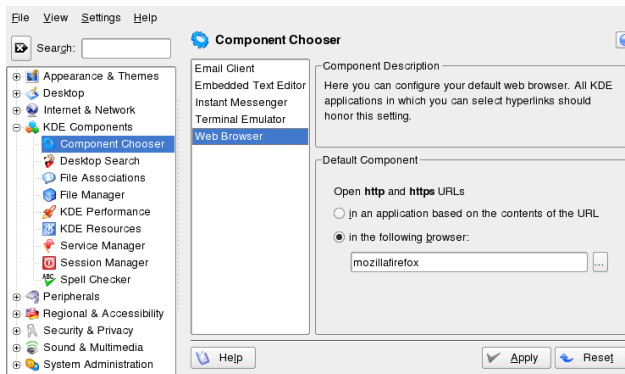 File View Settings Help
Search:
Appearance & Themes
Desktop
Internet & Network
KDE Components
Component Chooser
Desktop Search
File Associations
File Manager
KDE Performance
KDE Resources
Service Manager
Session Manager
Spell Checker
Peripherals
Regional & Accessibility
Security & Privacy
Sound & Multimedia
System Administration
Component Chooser
Email Client
Embedded Text Editor
Instant Messenger
Terminal Emulator
Web Browser
Component Description
Here you can configure your default web browser. All KDE
applications in which you can select hyperlinks should
honor this setting.
Default Component
Open http and https URLs
in an application based on the contents of the URL
in the following browser:
mozillafirefox
...
Help
Apply
Reset